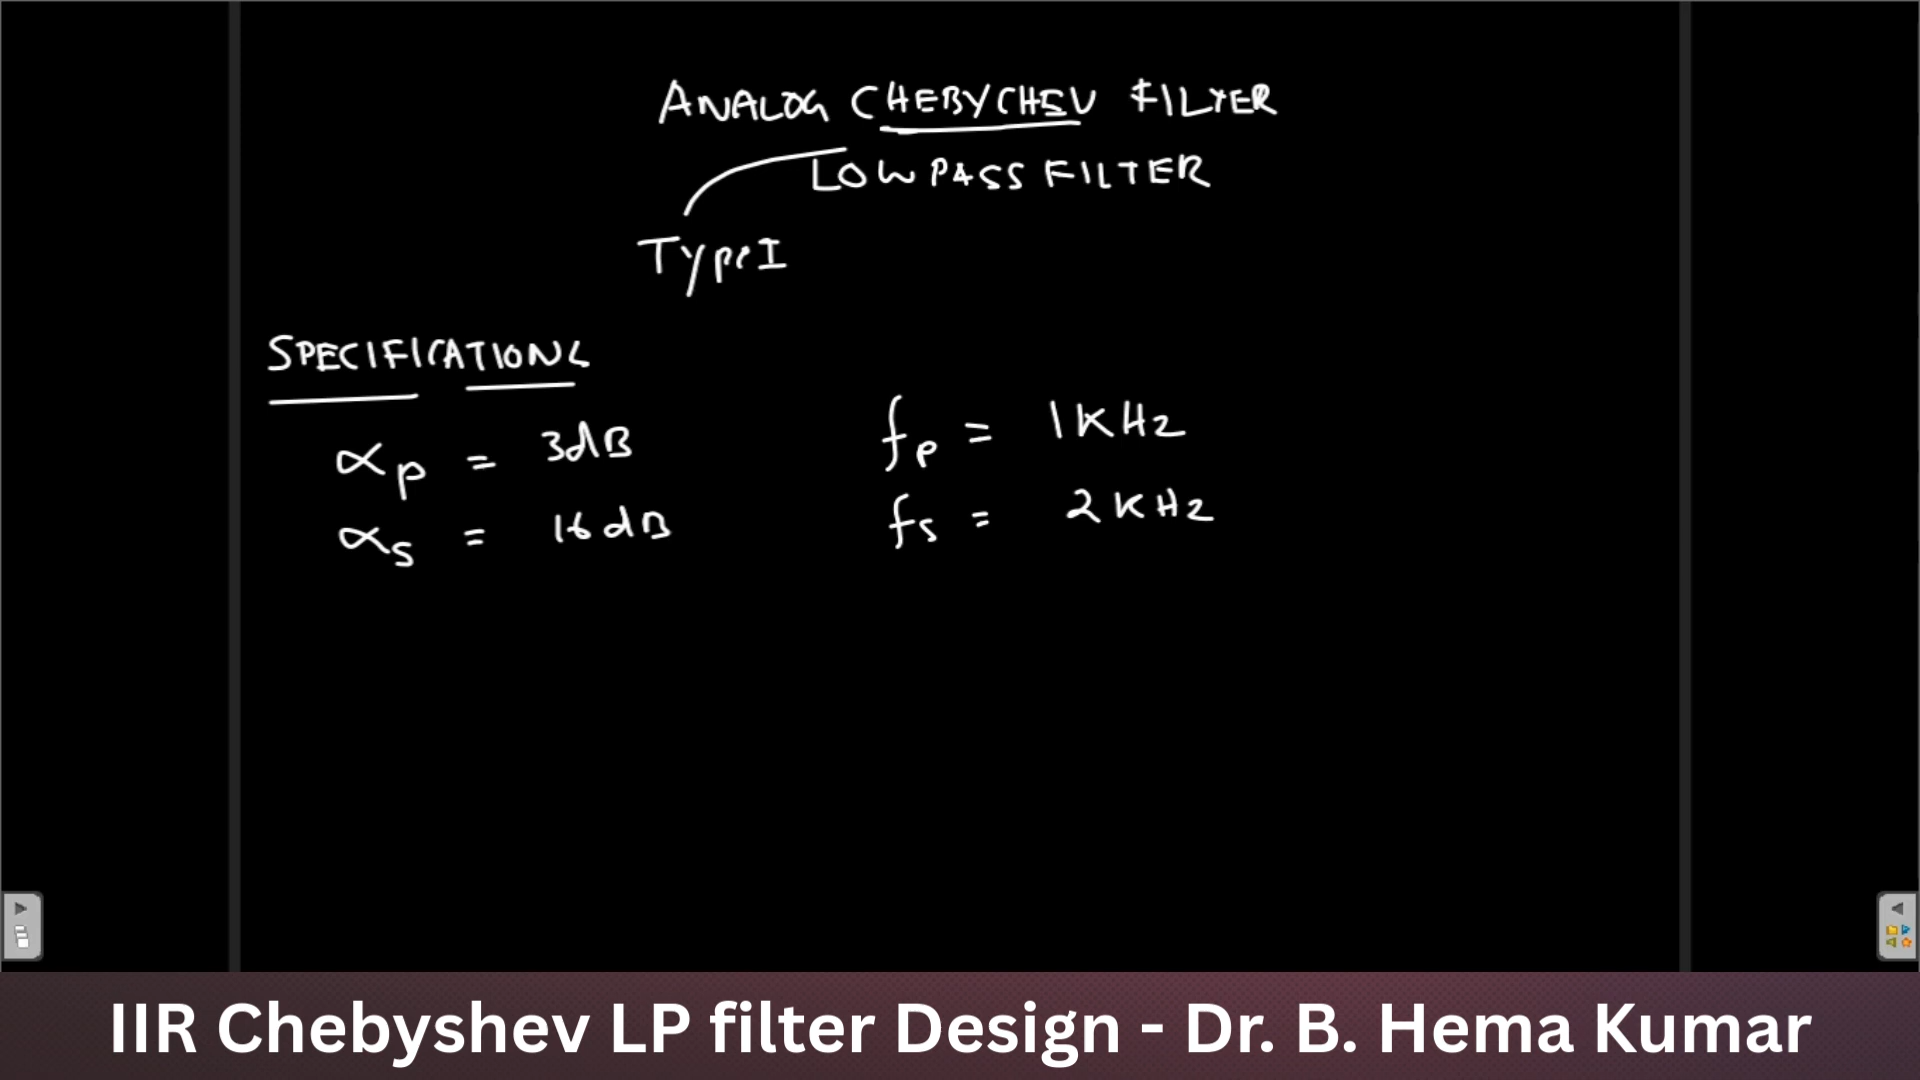 ANALOG CHEBYCHEV FILTER
LOWPASS FILTER
Type I
SPECIFICATIONS
αp = 3dB
fp = 1KHz
αs = 16dB
fs = 2KHz
IIR Chebyshev LP filter Design - Dr. B. Hema Kumar